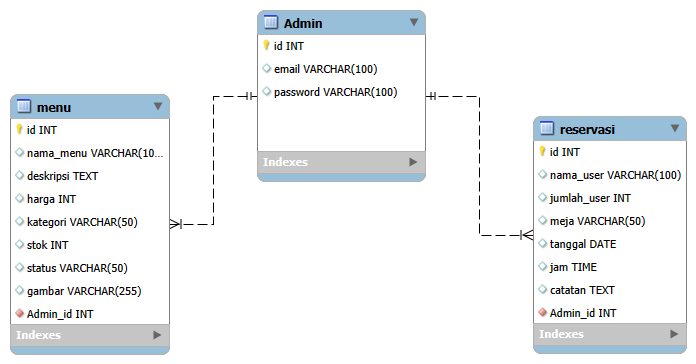 Admin
id INT
email VARCHAR(100)
password VARCHAR(100)
Indexes
menu
id INT
nama_menu VARCHAR(10...
deskripsi TEXT
harga INT
kategori VARCHAR(50)
stok INT
status VARCHAR(50)
gambar VARCHAR(255)
Admin_id INT
Indexes
reservasi
id INT
nama_user VARCHAR(100)
jumlah_user INT
meja VARCHAR(50)
tanggal DATE
jam TIME
catatan TEXT
Admin_id INT
Indexes